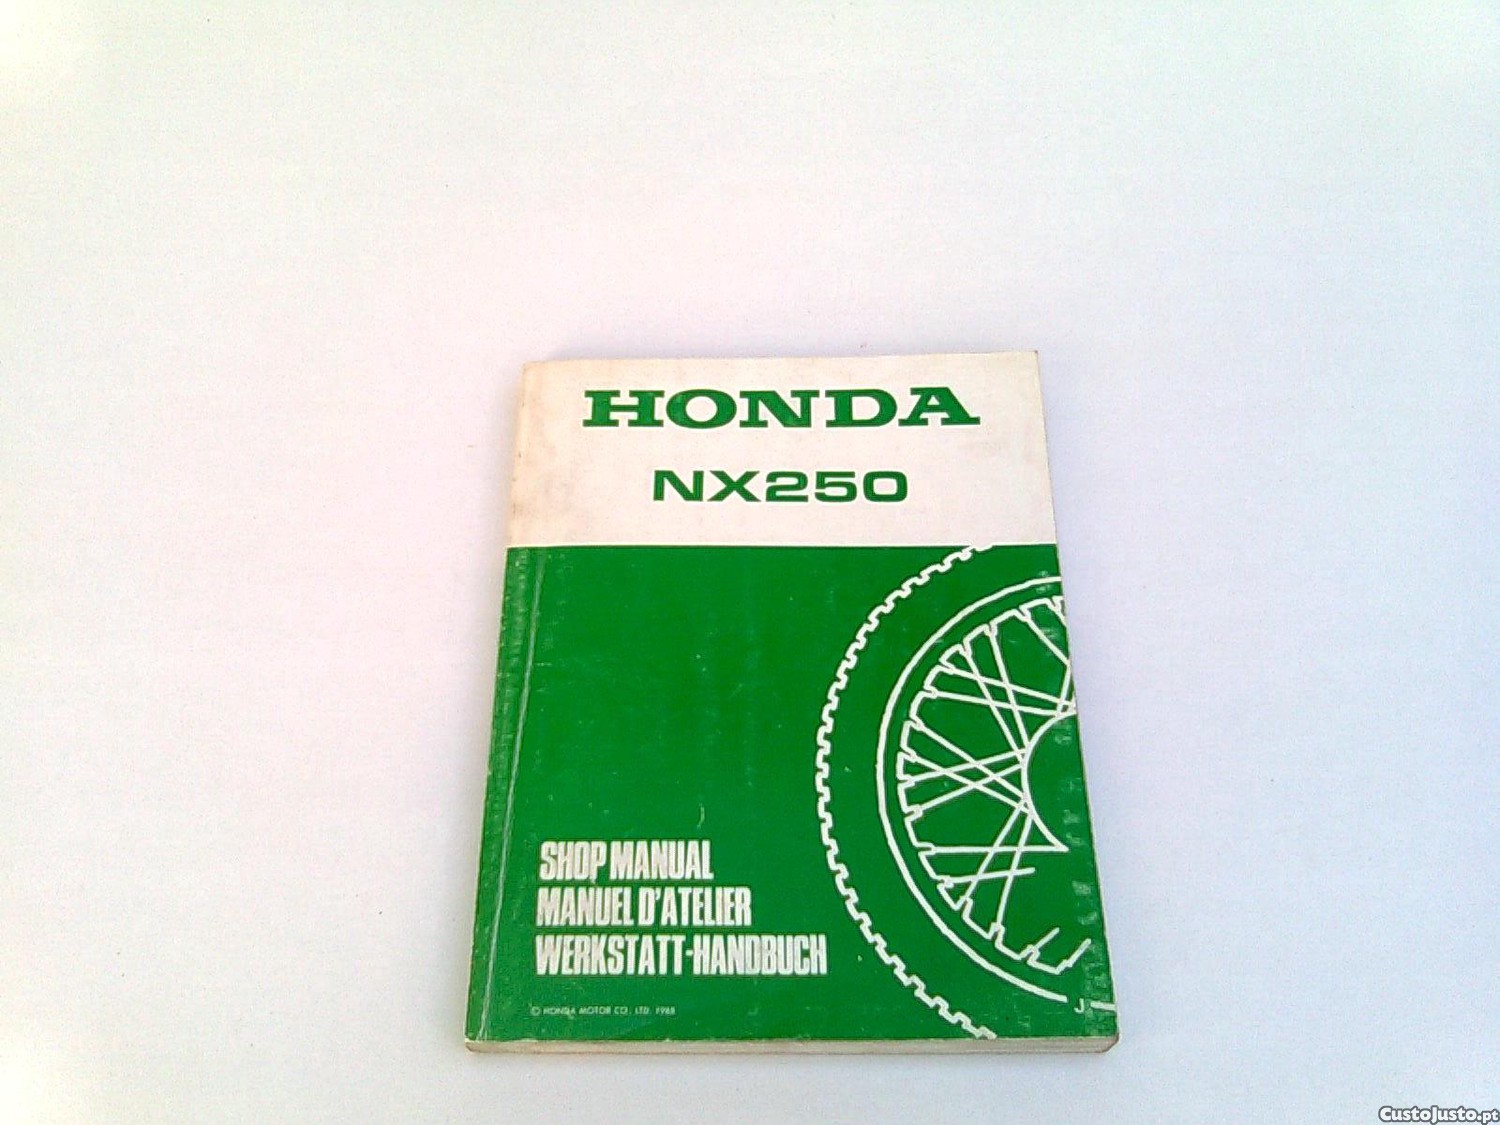 HONDA
NX250
SHOP MANUAL
MANUEL D'ATELIER
WERKSTATT-HANDBUCH
© HONDA MOTOR CO., LTD. 1988
J
CustoJusto.pt